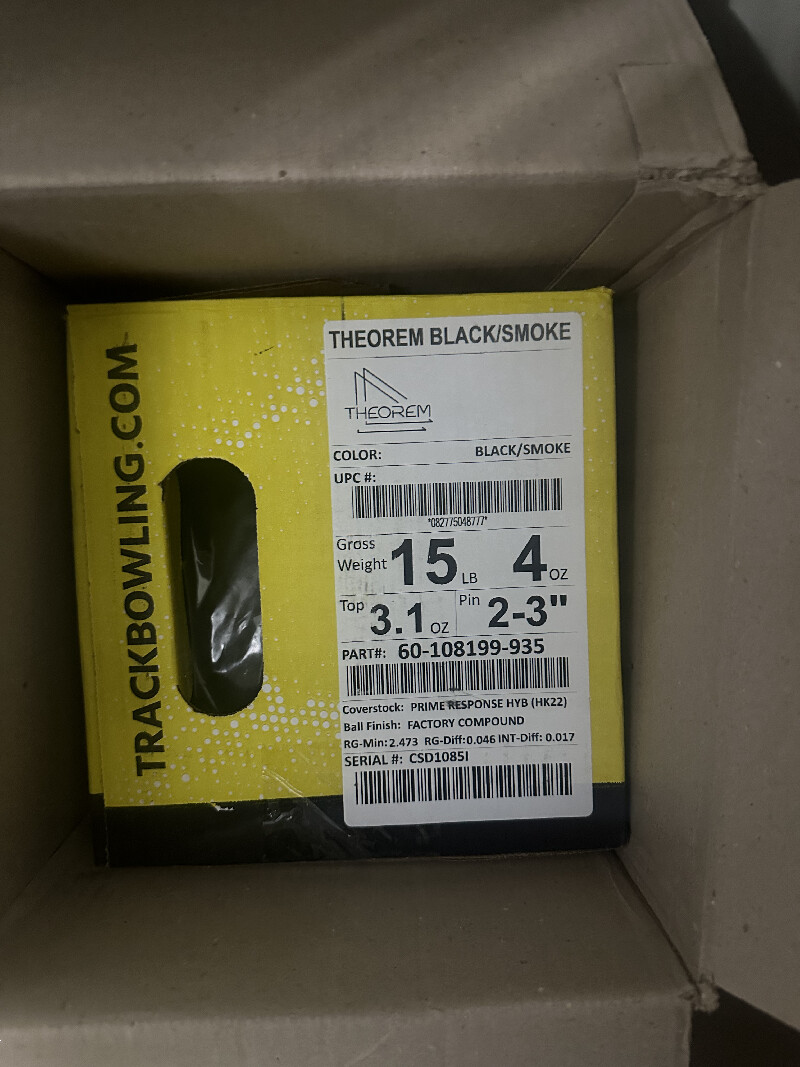 TRACKBOWLING.COM
THEOREM BLACK/SMOKE
THEOREM
COLOR: BLACK/SMOKE
UPC #:
*082775048777*
Gross
Weight 15 LB 4 OZ
Top 3.1 OZ Pin 2-3"
PART#: 60-108199-935
Coverstock: PRIME RESPONSE HYB (HK22)
Ball Finish: FACTORY COMPOUND
RG-Min: 2.473 RG-Diff: 0.046 INT-Diff: 0.017
SERIAL #: CSD1085I